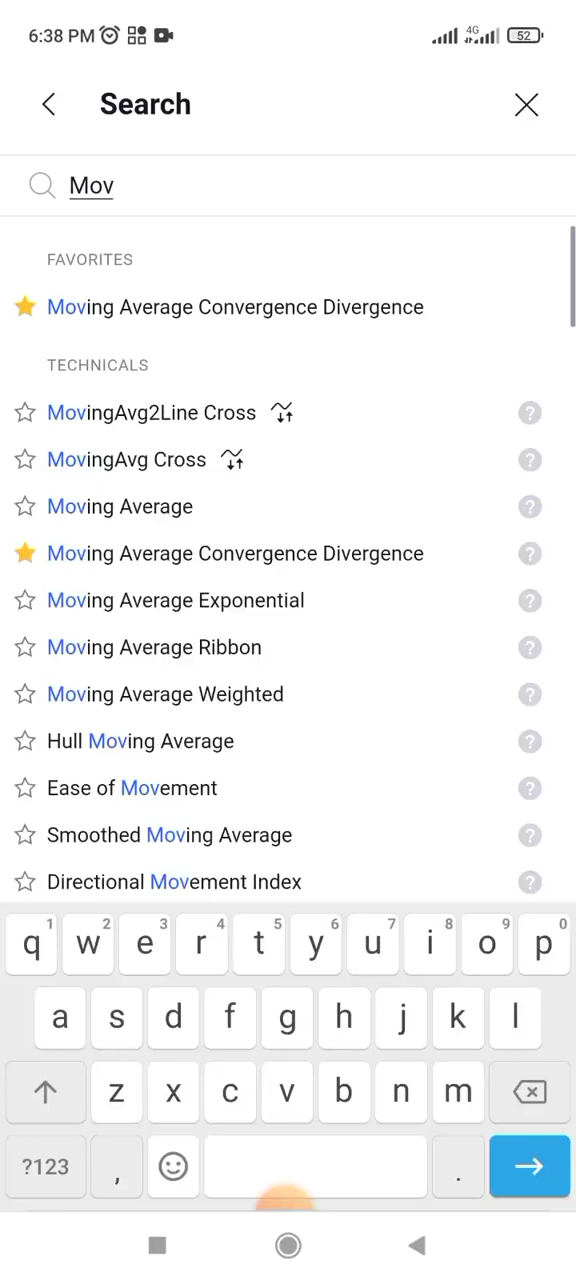 6:38 PM 4G 52
Search
Mov
FAVORITES
Moving Average Convergence Divergence
TECHNICALS
MovingAvg2Line Cross ?
MovingAvg Cross ?
Moving Average ?
Moving Average Convergence Divergence ?
Moving Average Exponential ?
Moving Average Ribbon ?
Moving Average Weighted ?
Hull Moving Average ?
Ease of Movement ?
Smoothed Moving Average ?
Directional Movement Index ?
1 2 3 4 5 6 7 8 9 0
q w e r t y u i o p
a s d f g h j k l
z x c v b n m
?123 , .